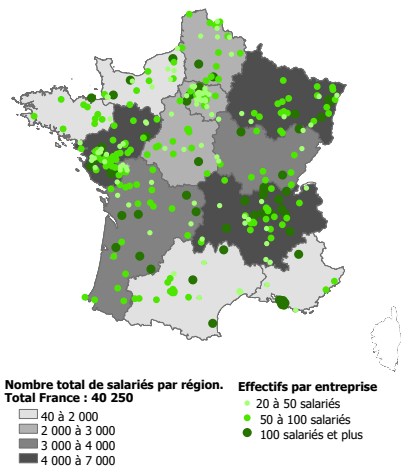 Nombre total de salariés par région.
Total France : 40 250
40 à 2 000
2 000 à 3 000
3 000 à 4 000
4 000 à 7 000
Effectifs par entreprise
20 à 50 salariés
50 à 100 salariés
100 salariés et plus